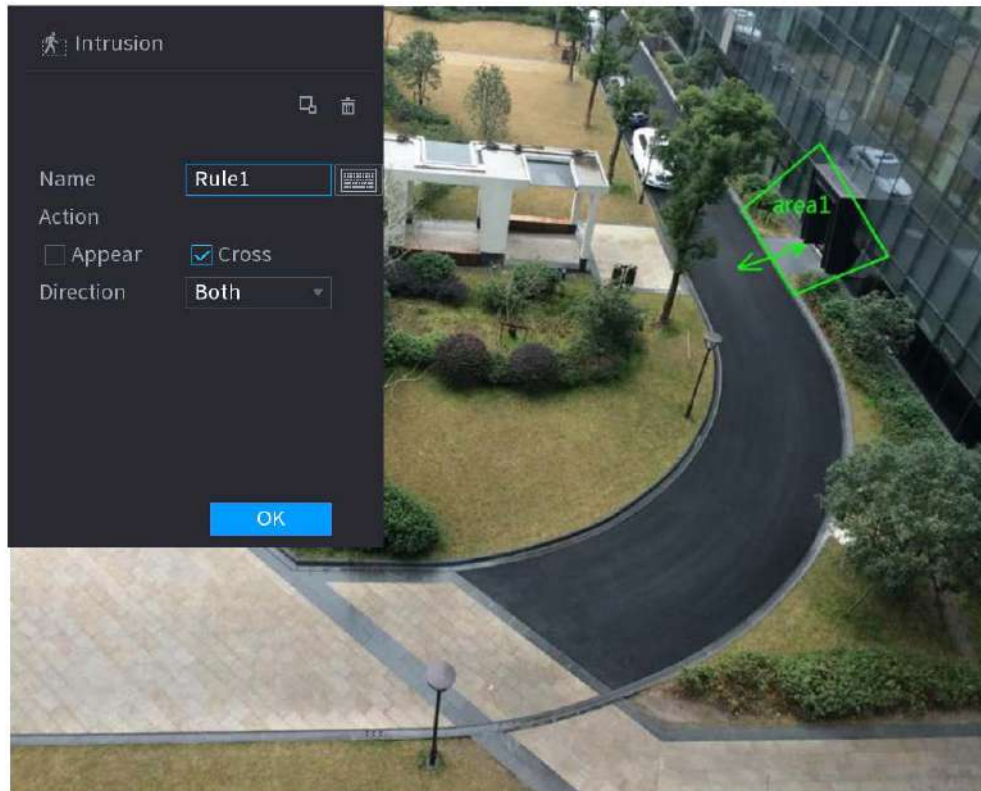 Intrusion
Name Rule1
Action
Appear Cross
Direction Both
OK
area1